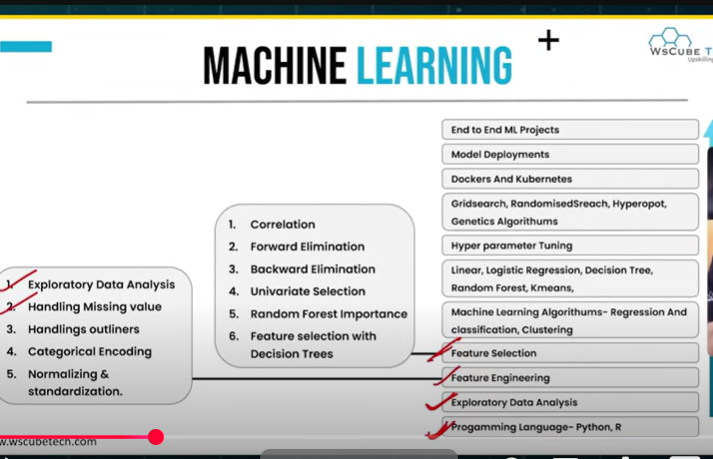 MACHINE LEARNING
+
WSCUBE T
Upskilling
End to End ML Projects
Model Deployments
Dockers And Kubernetes
Gridsearch, RandomisedSreach, Hyperopot,
Genetics Algorithums
Hyper parameter Tuning
Linear, Logistic Regression, Decision Tree,
Random Forest, Kmeans,
Machine Learning Algorithums- Regression And
classification, Clustering
Feature Selection
Feature Engineering
Exploratory Data Analysis
Progamming Language- Python, R
1. Correlation
2. Forward Elimination
3. Backward Elimination
4. Univariate Selection
5. Random Forest Importance
6. Feature selection with
Decision Trees
1. Exploratory Data Analysis
2. Handling Missing value
3. Handlings outliners
4. Categorical Encoding
5. Normalizing &
standardization.
w.wscubetech.com